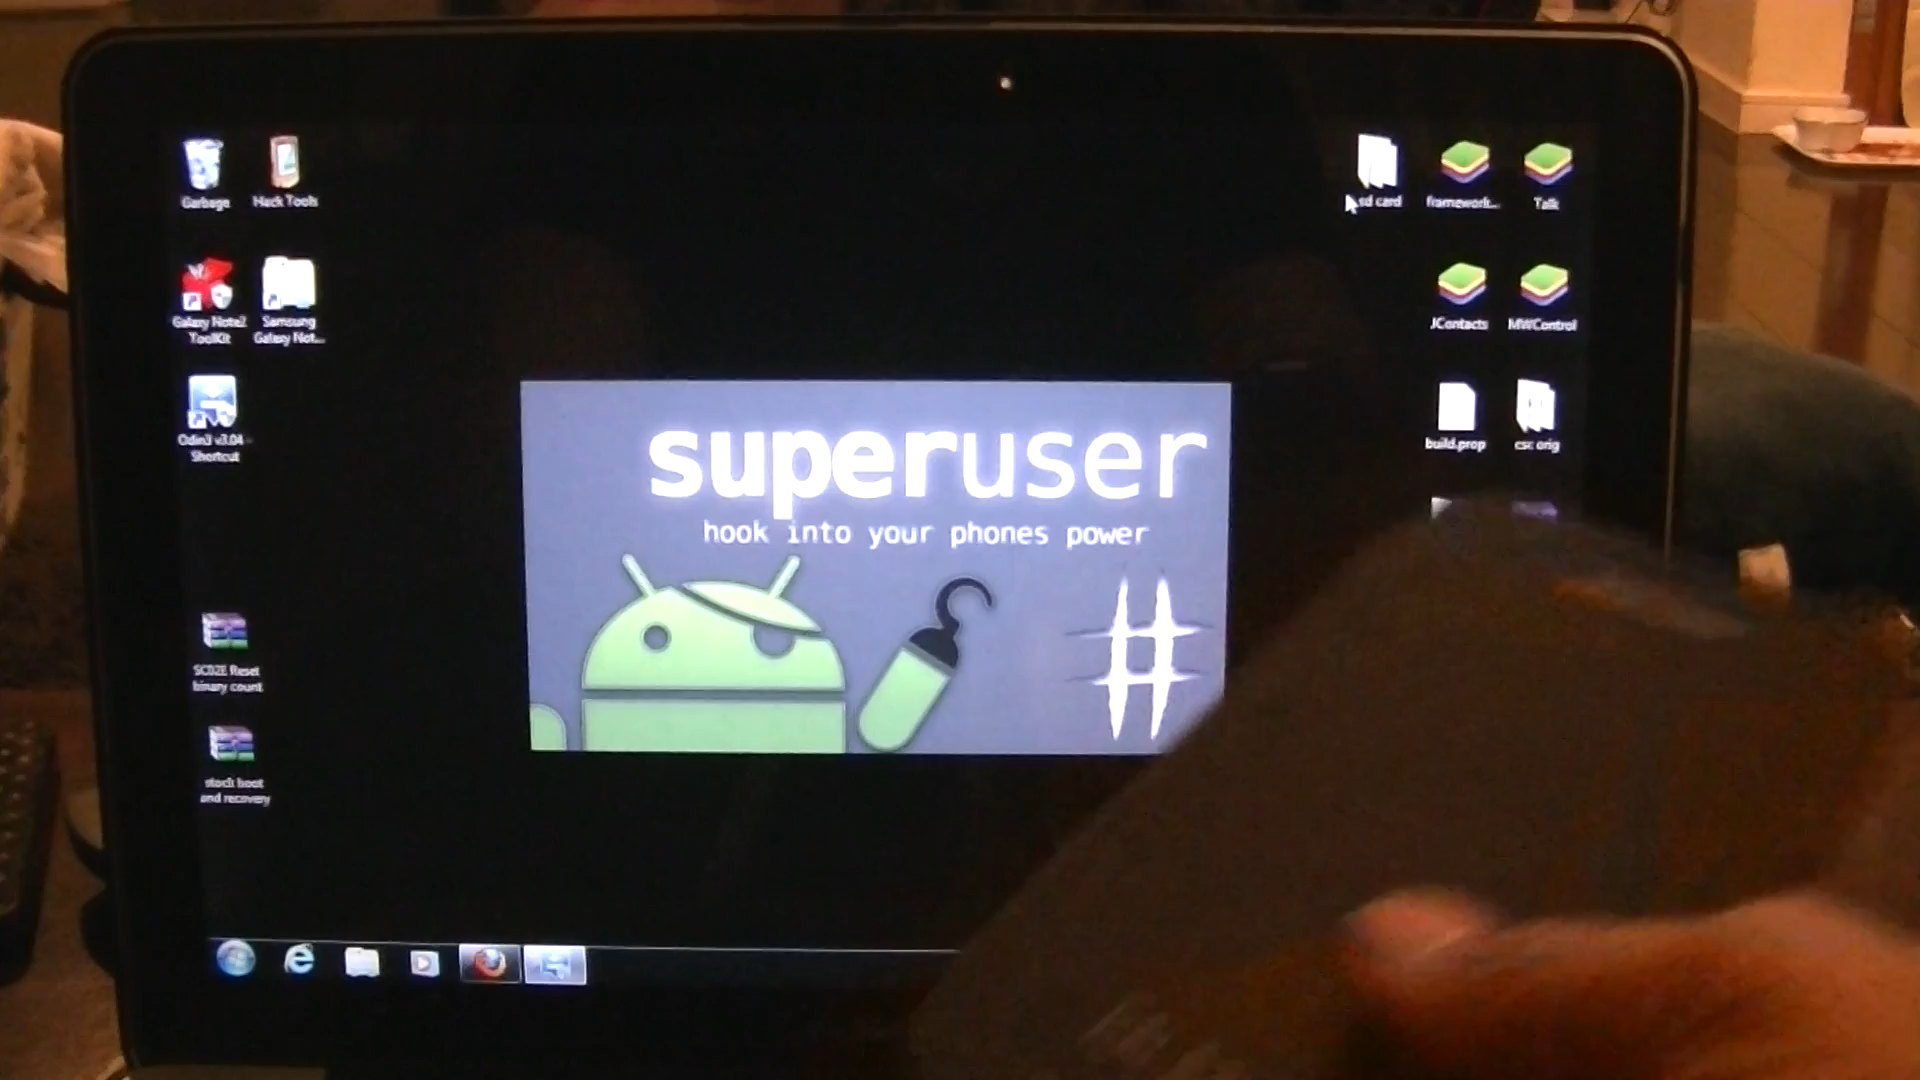 Garbage
Hack Tools
sd card
framework...
Talk
Galaxy Note2
ToolKit
Samsung
Galaxy Not...
JContacts
MWControl
Odin3 v3.04 -
Shortcut
build.prop
csc orig
superuser
hook into your phones power
#
SC02E Reset
binary count
stock boot
and recovery